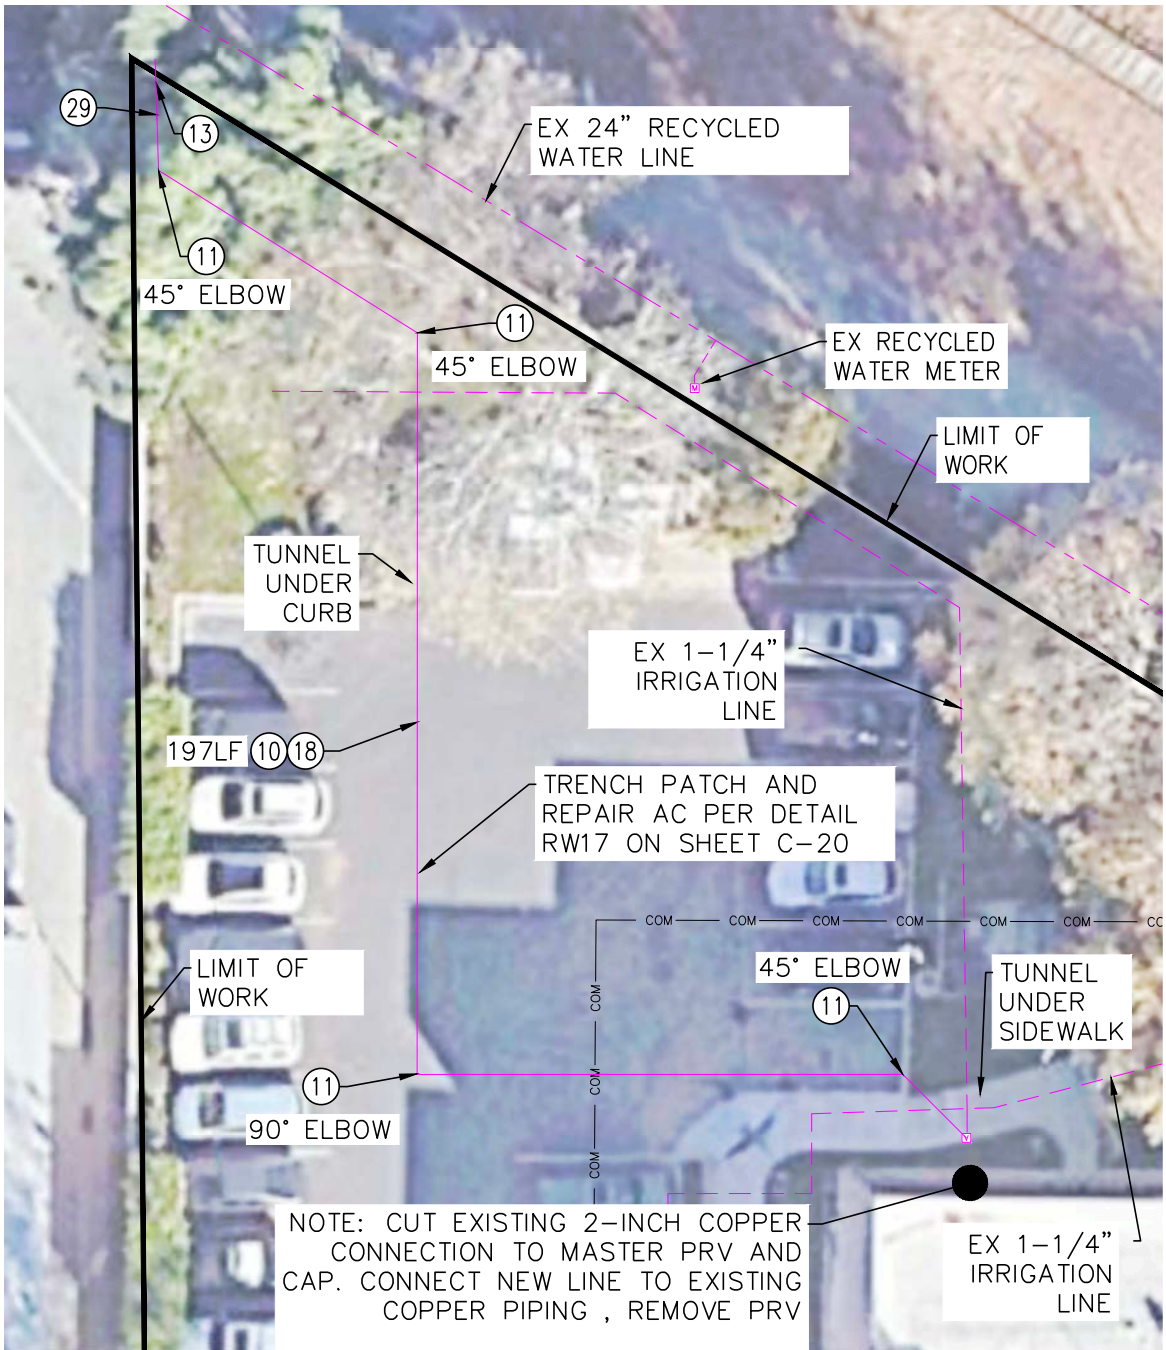 29
13
EX 24” RECYCLED
WATER LINE
11
45° ELBOW
11
45° ELBOW
EX RECYCLED
WATER METER
M
LIMIT OF
WORK
TUNNEL
UNDER
CURB
EX 1-1/4”
IRRIGATION
LINE
197LF 10 18
TRENCH PATCH AND
REPAIR AC PER DETAIL
RW17 ON SHEET C-20
COM COM COM COM COM COM CO
LIMIT OF
WORK
45° ELBOW
11
TUNNEL
UNDER
SIDEWALK
COM
COM
COM
11
90° ELBOW
V
NOTE: CUT EXISTING 2-INCH COPPER
CONNECTION TO MASTER PRV AND
CAP. CONNECT NEW LINE TO EXISTING
COPPER PIPING , REMOVE PRV
EX 1-1/4”
IRRIGATION
LINE